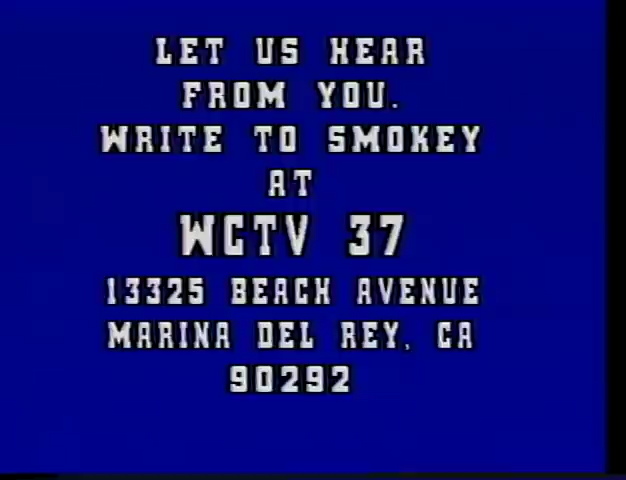 LET US HEAR
FROM YOU.
WRITE TO SMOKEY
AT
WCTV 37
13325 BEACH AVENUE
MARINA DEL REY, CA
90292